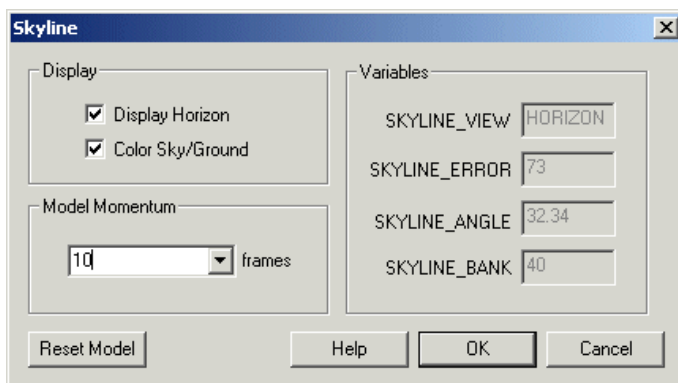 Skyline
Display
Display Horizon
Color Sky/Ground
Model Momentum
10 frames
Variables
SKYLINE_VIEW HORIZON
SKYLINE_ERROR 73
SKYLINE_ANGLE 32.34
SKYLINE_BANK 40
Reset Model Help OK Cancel